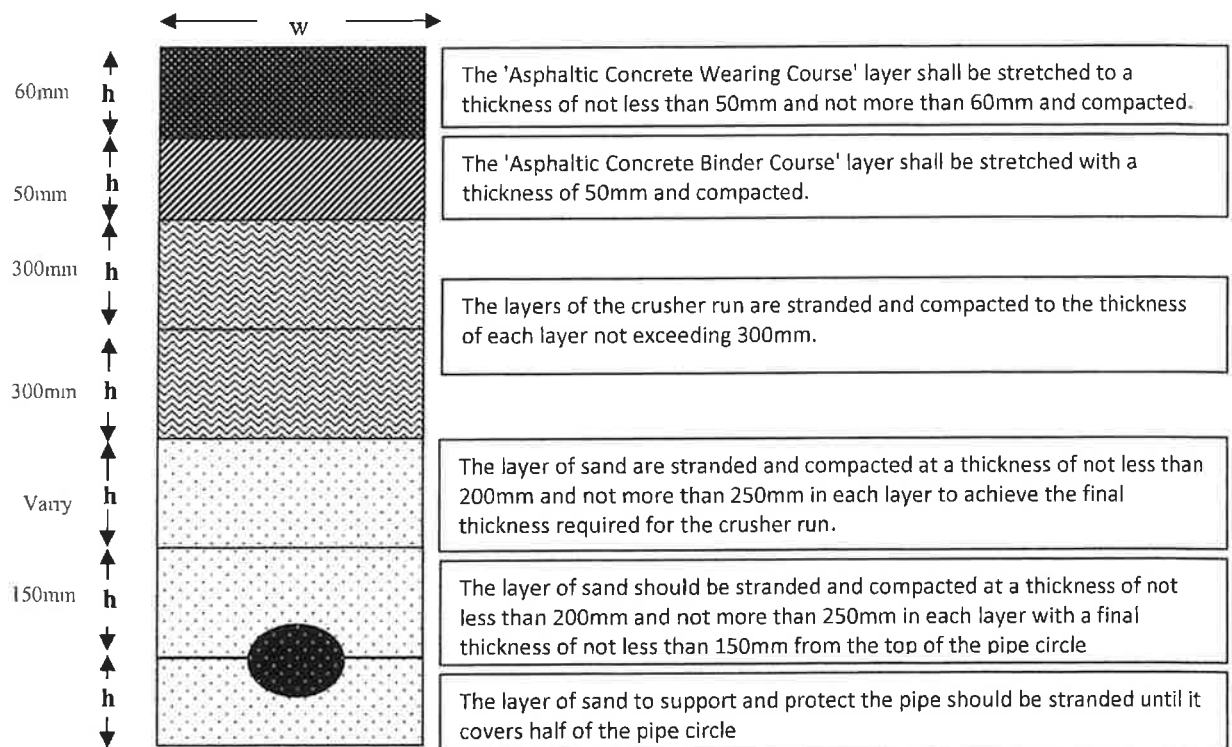 w
60mm h
The 'Asphaltic Concrete Wearing Course' layer shall be stretched to a
thickness of not less than 50mm and not more than 60mm and compacted.
50mm h
The 'Asphaltic Concrete Binder Course' layer shall be stretched with a
thickness of 50mm and compacted.
300mm h
The layers of the crusher run are stranded and compacted to the thickness
of each layer not exceeding 300mm.
300mm h
The layer of sand are stranded and compacted at a thickness of not less than
200mm and not more than 250mm in each layer to achieve the final
thickness required for the crusher run.
Varry h
The layer of sand should be stranded and compacted at a thickness of not
less than 200mm and not more than 250mm in each layer with a final
thickness of not less than 150mm from the top of the pipe circle
150mm h
The layer of sand to support and protect the pipe should be stranded until it
covers half of the pipe circle
h